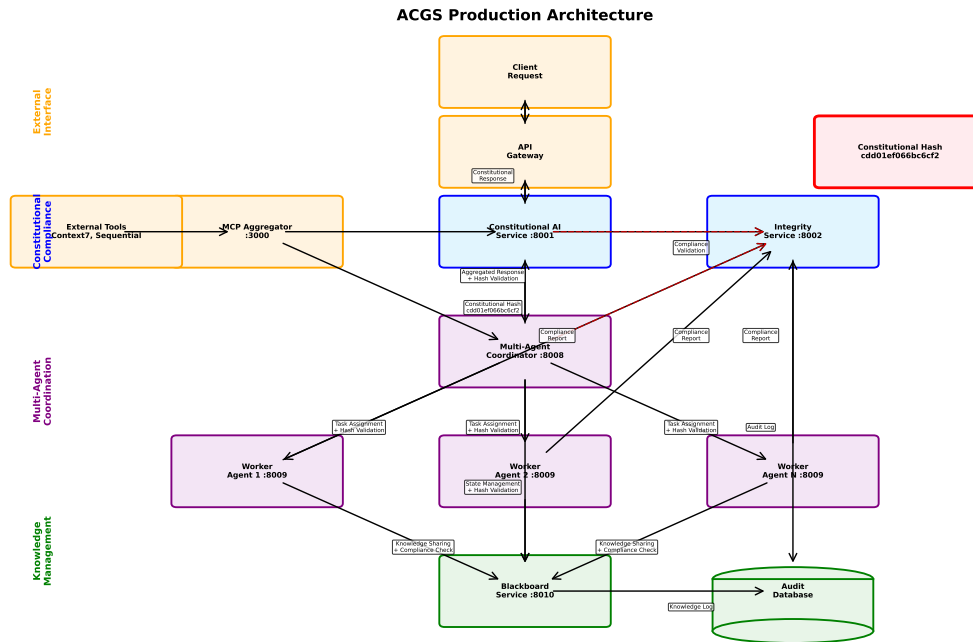 ACGS Production Architecture
Client
Request
External
Interface
API
Gateway
Constitutional Hash
cdd01ef066bc6cf2
Constitutional
Response
Constitutional
Compliance
External Tools
Context7, Sequential
MCP Aggregator
:3000
Constitutional AI
Service :8001
Integrity
Service :8002
Compliance
Validation
Aggregated Response
+ Hash Validation
Constitutional Hash
cdd01ef066bc6cf2
Compliance
Report
Compliance
Report
Compliance
Report
Multi-Agent
Coordinator :8008
Multi-Agent
Coordination
Task Assignment
+ Hash Validation
Task Assignment
+ Hash Validation
Task Assignment
+ Hash Validation
Audit Log
Worker
Agent 1 :8009
Worker
Agent 2 :8009
Worker
Agent N :8009
State Management
+ Hash Validation
Knowledge
Management
Knowledge Sharing
+ Compliance Check
Knowledge Sharing
+ Compliance Check
Blackboard
Service :8010
Audit
Database
Knowledge Log